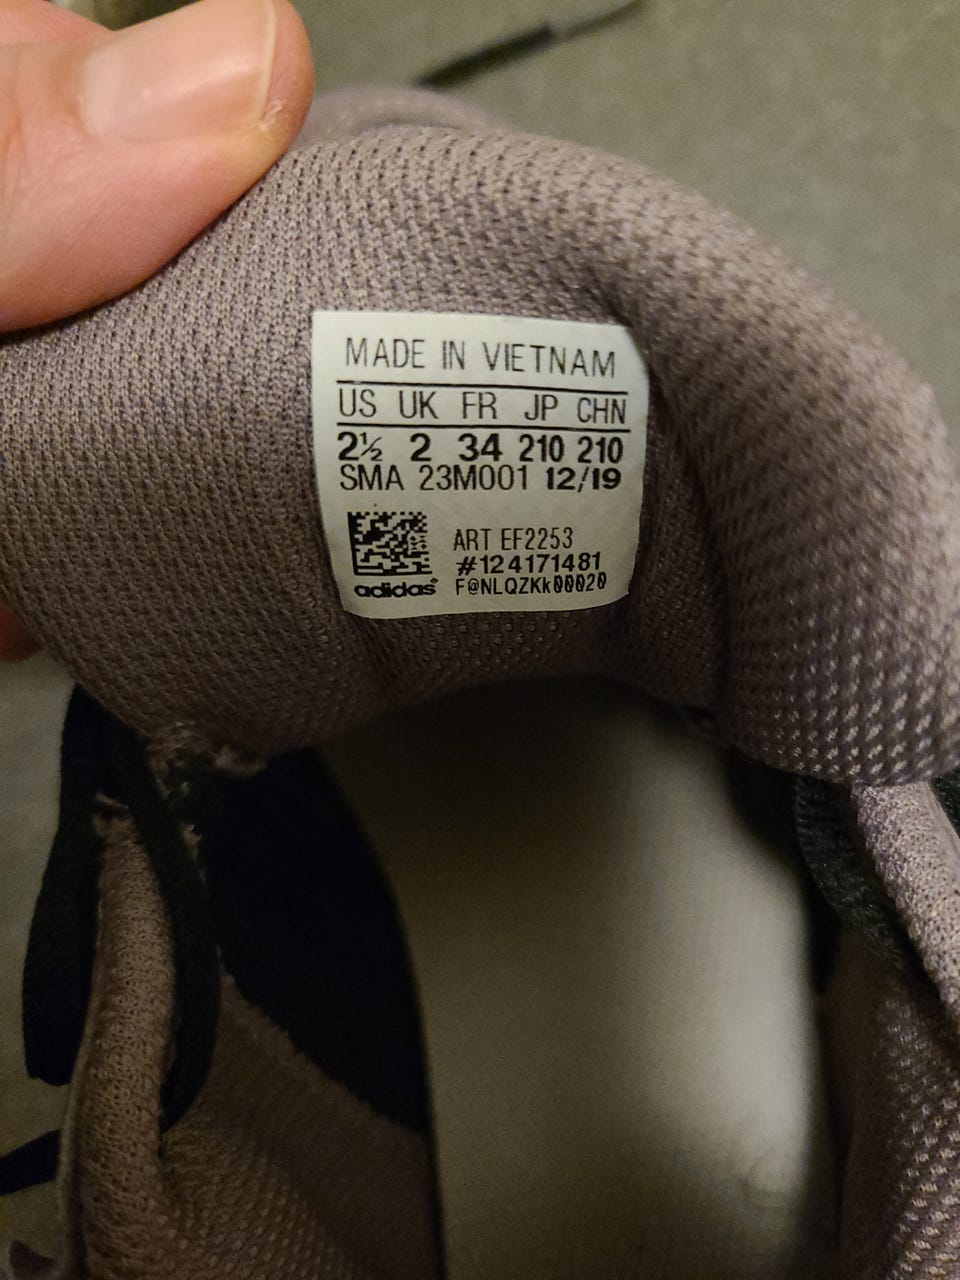 MADE IN VIETNAM
US UK FR JP CHN
2½ 2 34 210 210
SMA 23M001 12/19
ART EF2253
#124171481
adidas® F@NLQZKk00020